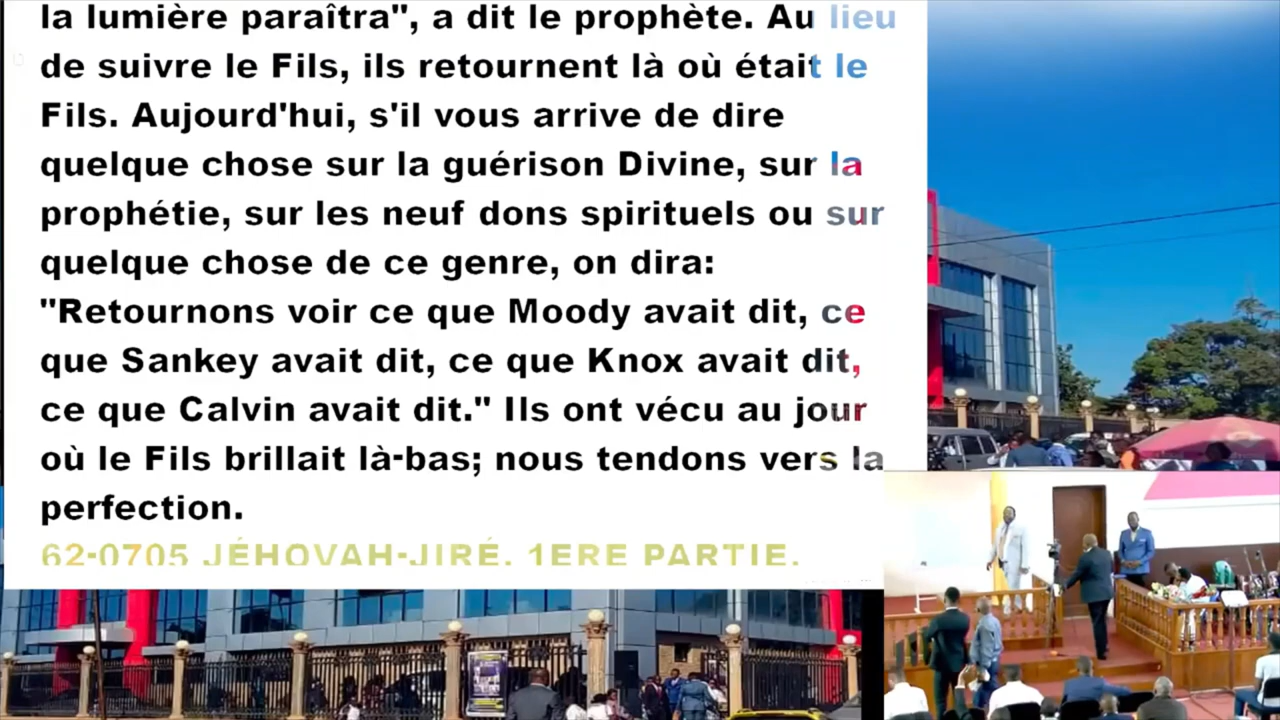 la lumière paraîtra", a dit le prophète. Au lieu
de suivre le Fils, ils retournent là où était le
Fils. Aujourd'hui, s'il vous arrive de dire
quelque chose sur la guérison Divine, sur la
prophétie, sur les neuf dons spirituels ou sur
quelque chose de ce genre, on dira:
"Retournons voir ce que Moody avait dit, ce
que Sankey avait dit, ce que Knox avait dit,
ce que Calvin avait dit." Ils ont vécu au jour
où le Fils brillait là-bas; nous tendons vers la
perfection.
62-0705 JÉHOVAH-JIRÉ. 1ERE PARTIE.